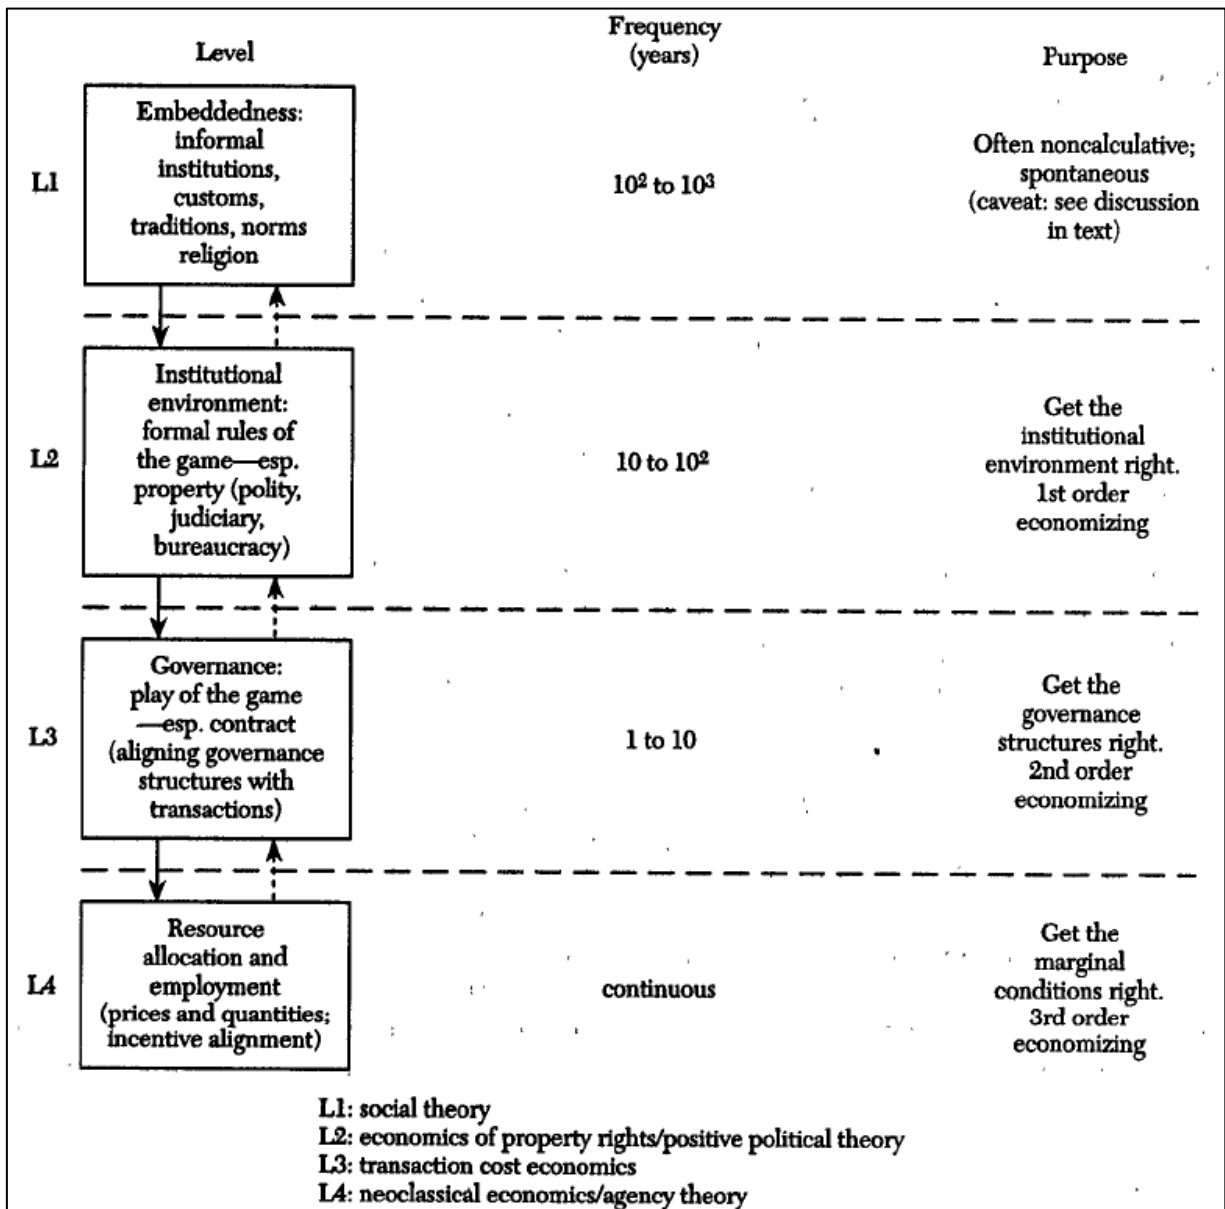 Level
Frequency
(years)
Purpose
L1
Embeddedness:
informal
institutions,
customs,
traditions, norms
religion
10² to 10³
Often noncalculative;
spontaneous
(caveat: see discussion
in text)
L2
Institutional
environment:
formal rules of
the game—esp.
property (polity,
judiciary,
bureaucracy)
10 to 10²
Get the
institutional
environment right.
1st order
economizing
L3
Governance:
play of the game
—esp. contract
(aligning governance
structures with
transactions)
1 to 10
Get the
governance
structures right.
2nd order
economizing
L4
Resource
allocation and
employment
(prices and quantities;
incentive alignment)
continuous
Get the
marginal
conditions right.
3rd order
economizing
L1: social theory
L2: economics of property rights/positive political theory
L3: transaction cost economics
L4: neoclassical economics/agency theory